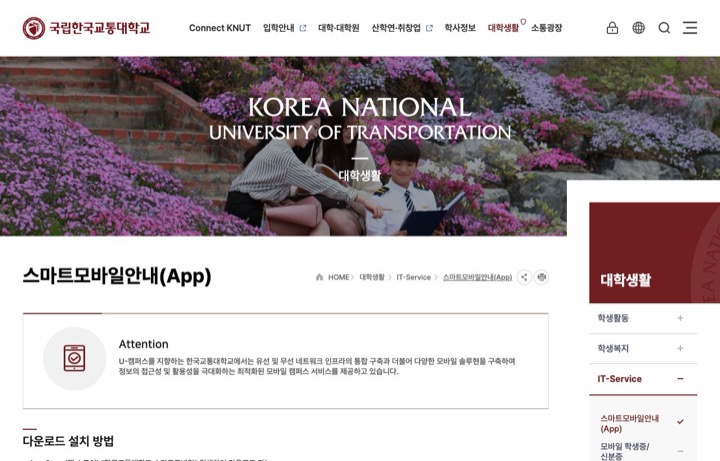 국립한국교통대학교
Connect KNUT 입학안내 대학·대학원 산학연·취창업 학사정보 대학생활 소통광장
KOREA NATIONAL
UNIVERSITY OF TRANSPORTATION
대학생활
스마트모바일안내(App)
HOME 대학생활 IT-Service 스마트모바일안내(App)
Attention
U-캠퍼스를 지향하는 한국교통대학교에서는 유선 및 무선 네트워크 인프라의 통합 구축과 더불어 다양한 모바일 솔루현을 구축하여
정보의 접근성 및 활용성을 극대화하는 최적화된 모바일 캠퍼스 서비스를 제공하고 있습니다.
다운로드 설치 방법
대학생활
학생활동
학생복지
IT-Service
스마트모바일안내
(App)
모바일 학생증/
신분증